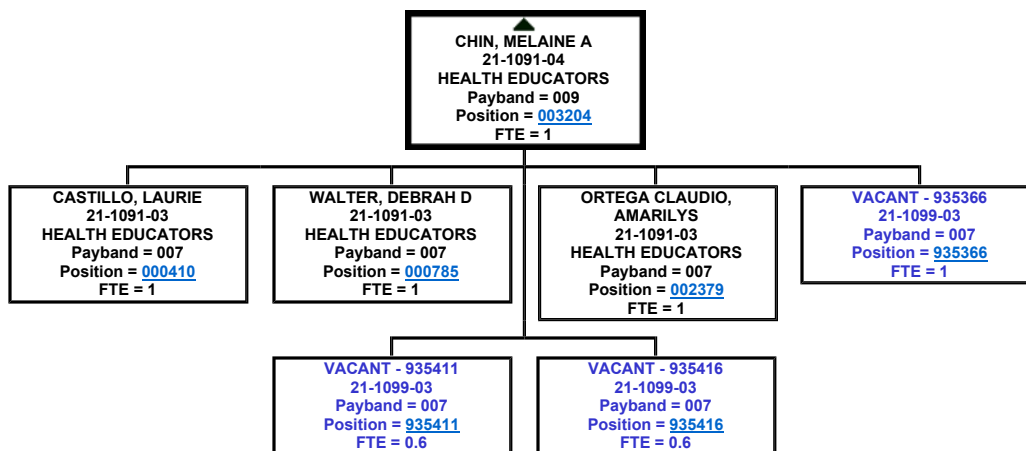 CHIN, MELAINE A
21-1091-04
HEALTH EDUCATORS
Payband = 009
Position = 003204
FTE = 1
CASTILLO, LAURIE
21-1091-03
HEALTH EDUCATORS
Payband = 007
Position = 000410
FTE = 1
WALTER, DEBRAH D
21-1091-03
HEALTH EDUCATORS
Payband = 007
Position = 000785
FTE = 1
ORTEGA CLAUDIO,
AMARILYS
21-1091-03
HEALTH EDUCATORS
Payband = 007
Position = 002379
FTE = 1
VACANT - 935366
21-1099-03
Payband = 007
Position = 935366
FTE = 1
VACANT - 935411
21-1099-03
Payband = 007
Position = 935411
FTE = 0.6
VACANT - 935416
21-1099-03
Payband = 007
Position = 935416
FTE = 0.6